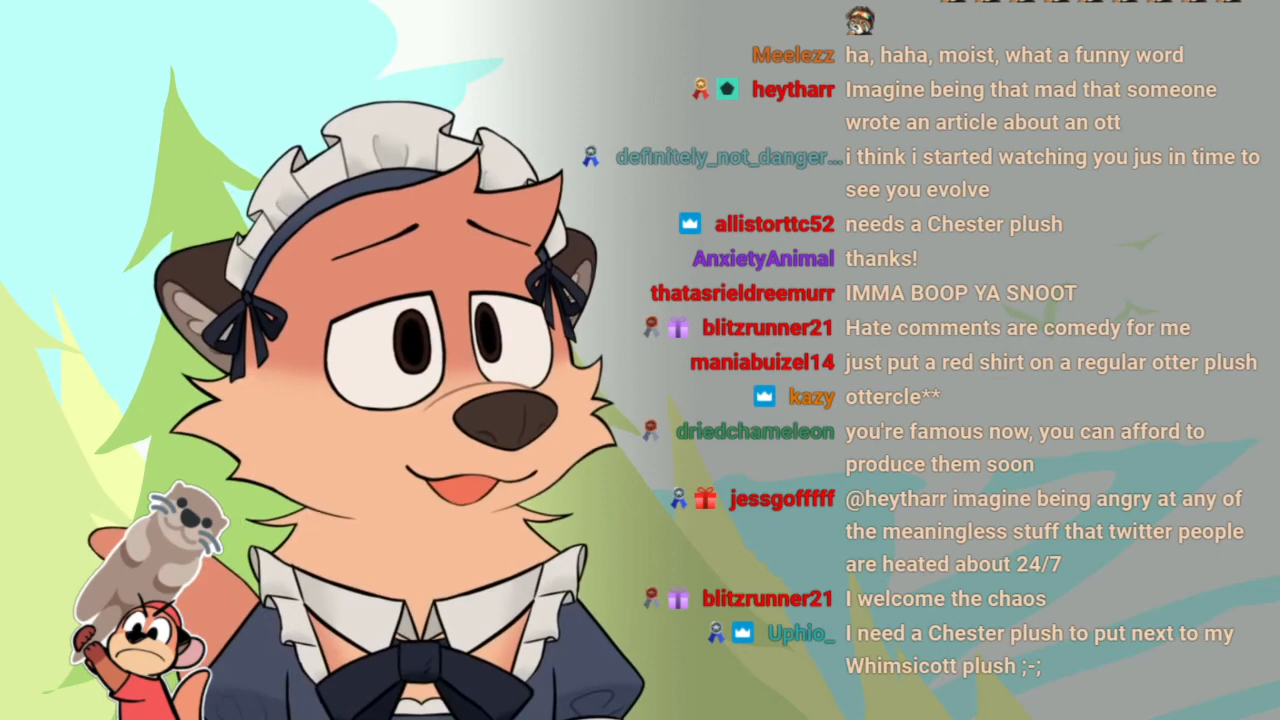 Meelezz ha, haha, moist, what a funny word
heytharr Imagine being that mad that someone
wrote an article about an ott
definitely_not_danger... i think i started watching you jus in time to
see you evolve
allistorttc52 needs a Chester plush
AnxietyAnimal thanks!
thatasrieldreemurr IMMA BOOP YA SNOOT
blitzrunner21 Hate comments are comedy for me
maniabuizel14 just put a red shirt on a regular otter plush
kazy ottercle**
driedchameleon you're famous now, you can afford to
produce them soon
jessgofffff @heytharr imagine being angry at any of
the meaningless stuff that twitter people
are heated about 24/7
blitzrunner21 I welcome the chaos
Uphio_ I need a Chester plush to put next to my
Whimsicott plush ;-;